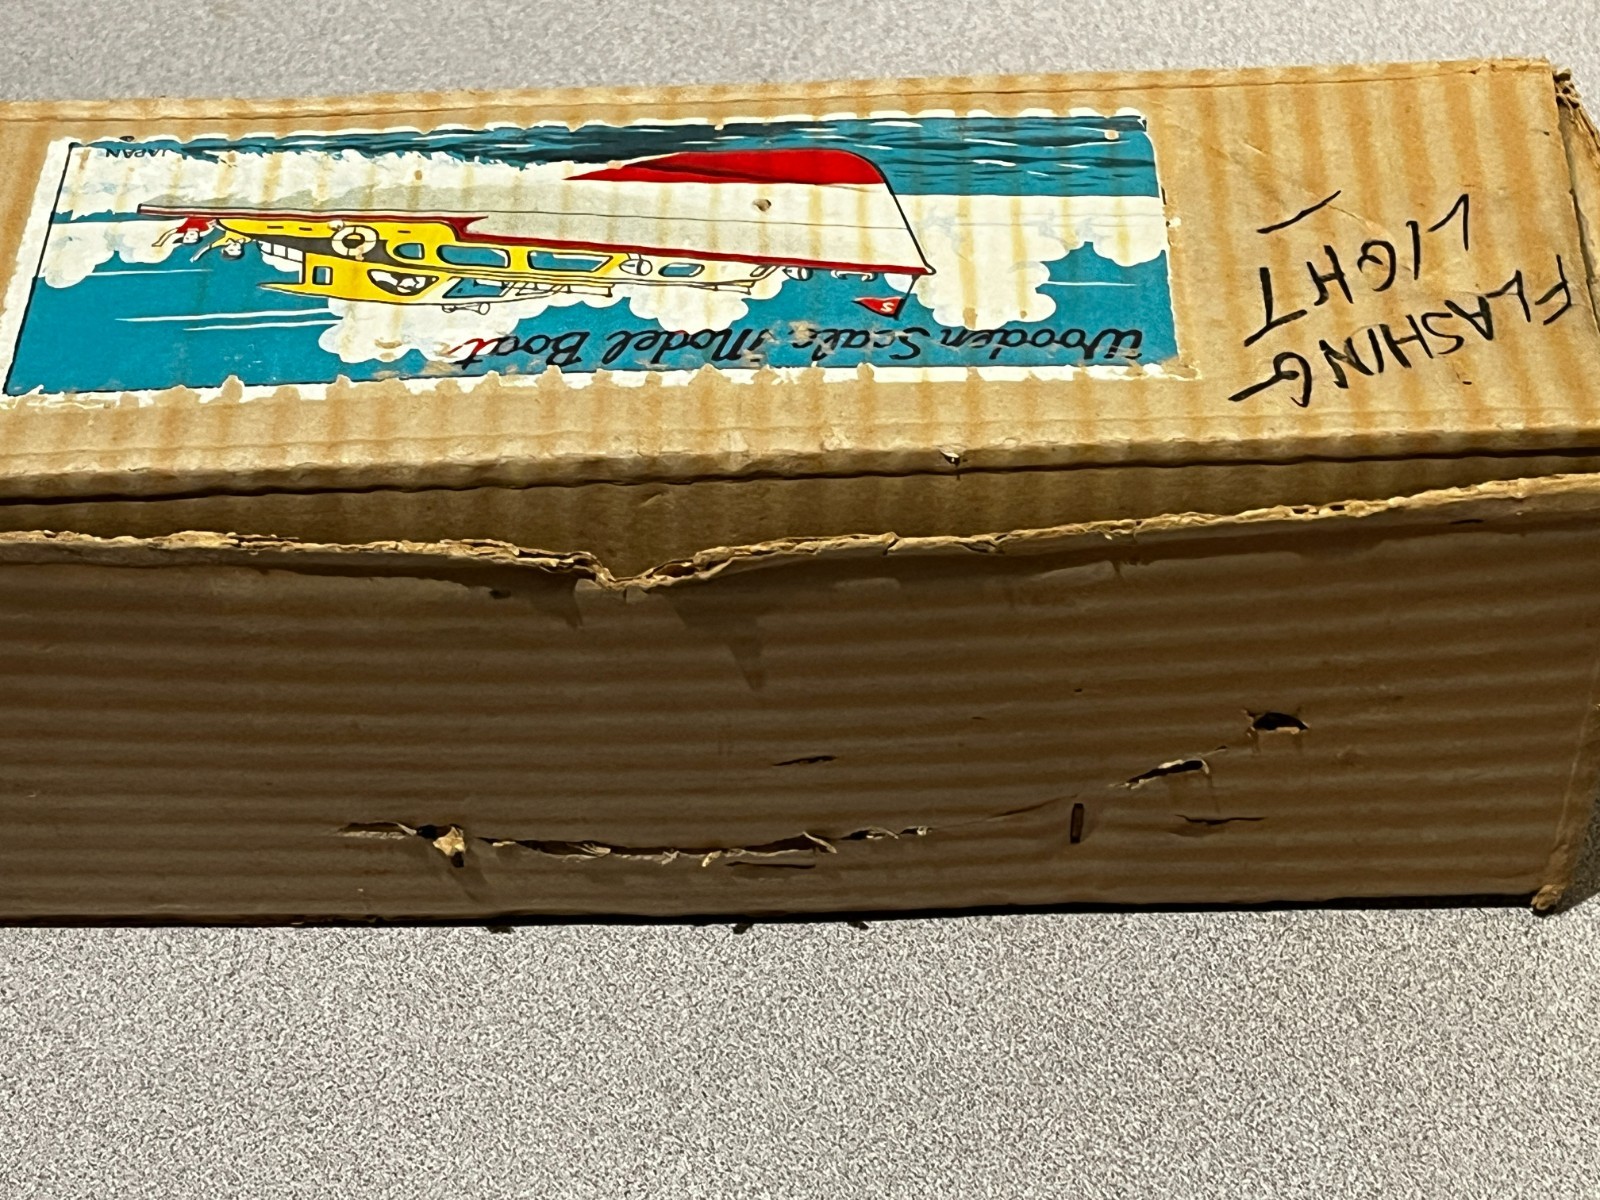 FLASHING
LIGHT
Wooden Scale Model Boat
S
JAPAN